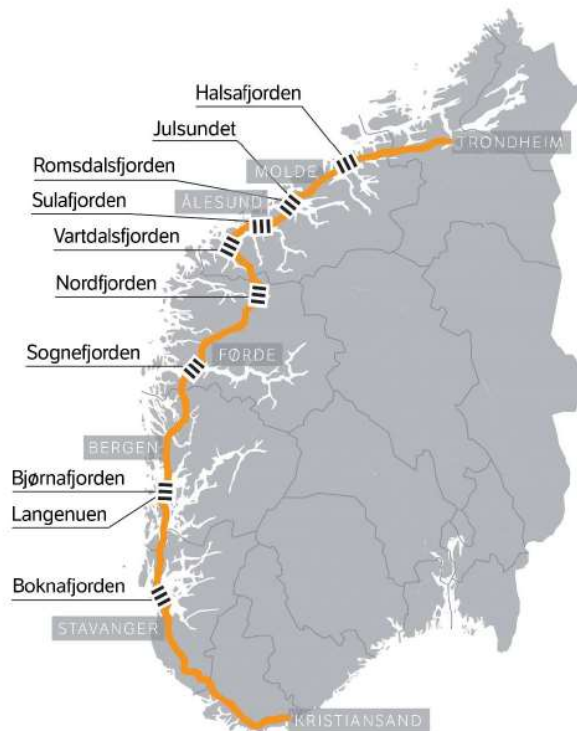 Halsafjorden
Julsundet
TRONDHEIM
Romsdalsfjorden
MOLDE
Sulafjorden
ÅLESUND
Vartdalsfjorden
Nordfjorden
Sognefjorden
FØRDE
BERGEN
Bjørnafjorden
Langenuen
Boknafjorden
STAVANGER
KRISTIANSAND